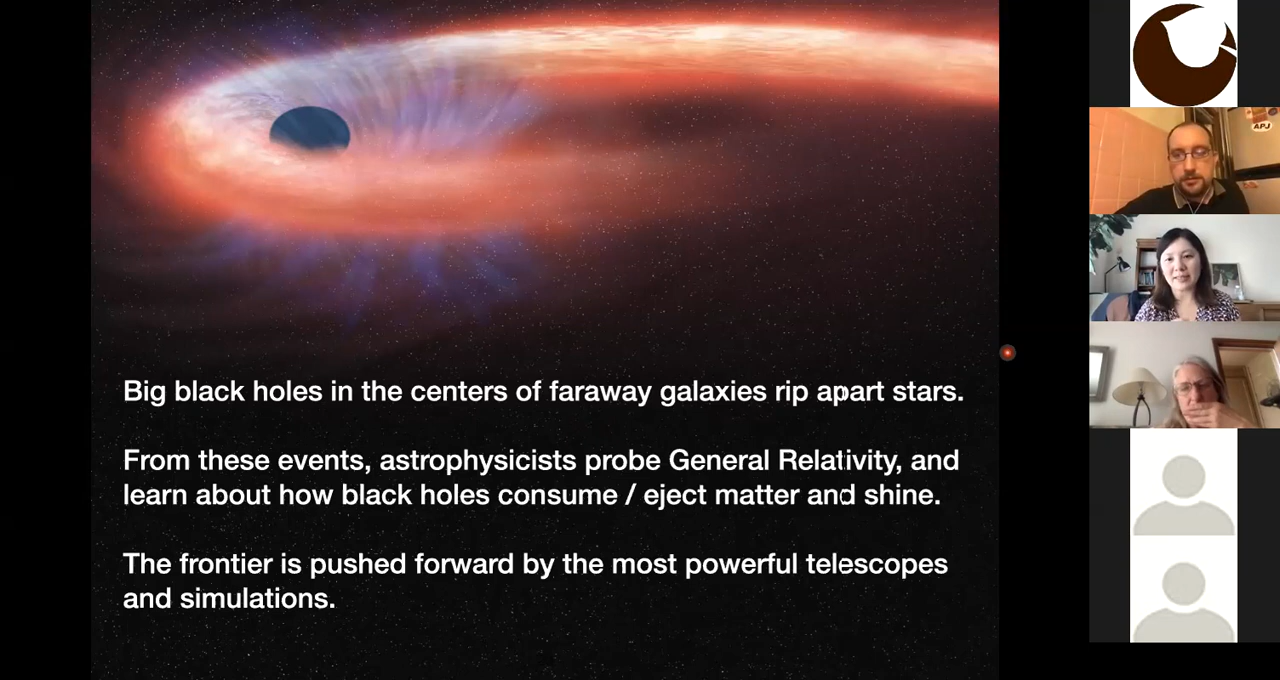 Big black holes in the centers of faraway galaxies rip apart stars.
From these events, astrophysicists probe General Relativity, and
learn about how black holes consume / eject matter and shine.
The frontier is pushed forward by the most powerful telescopes
and simulations.
APJ